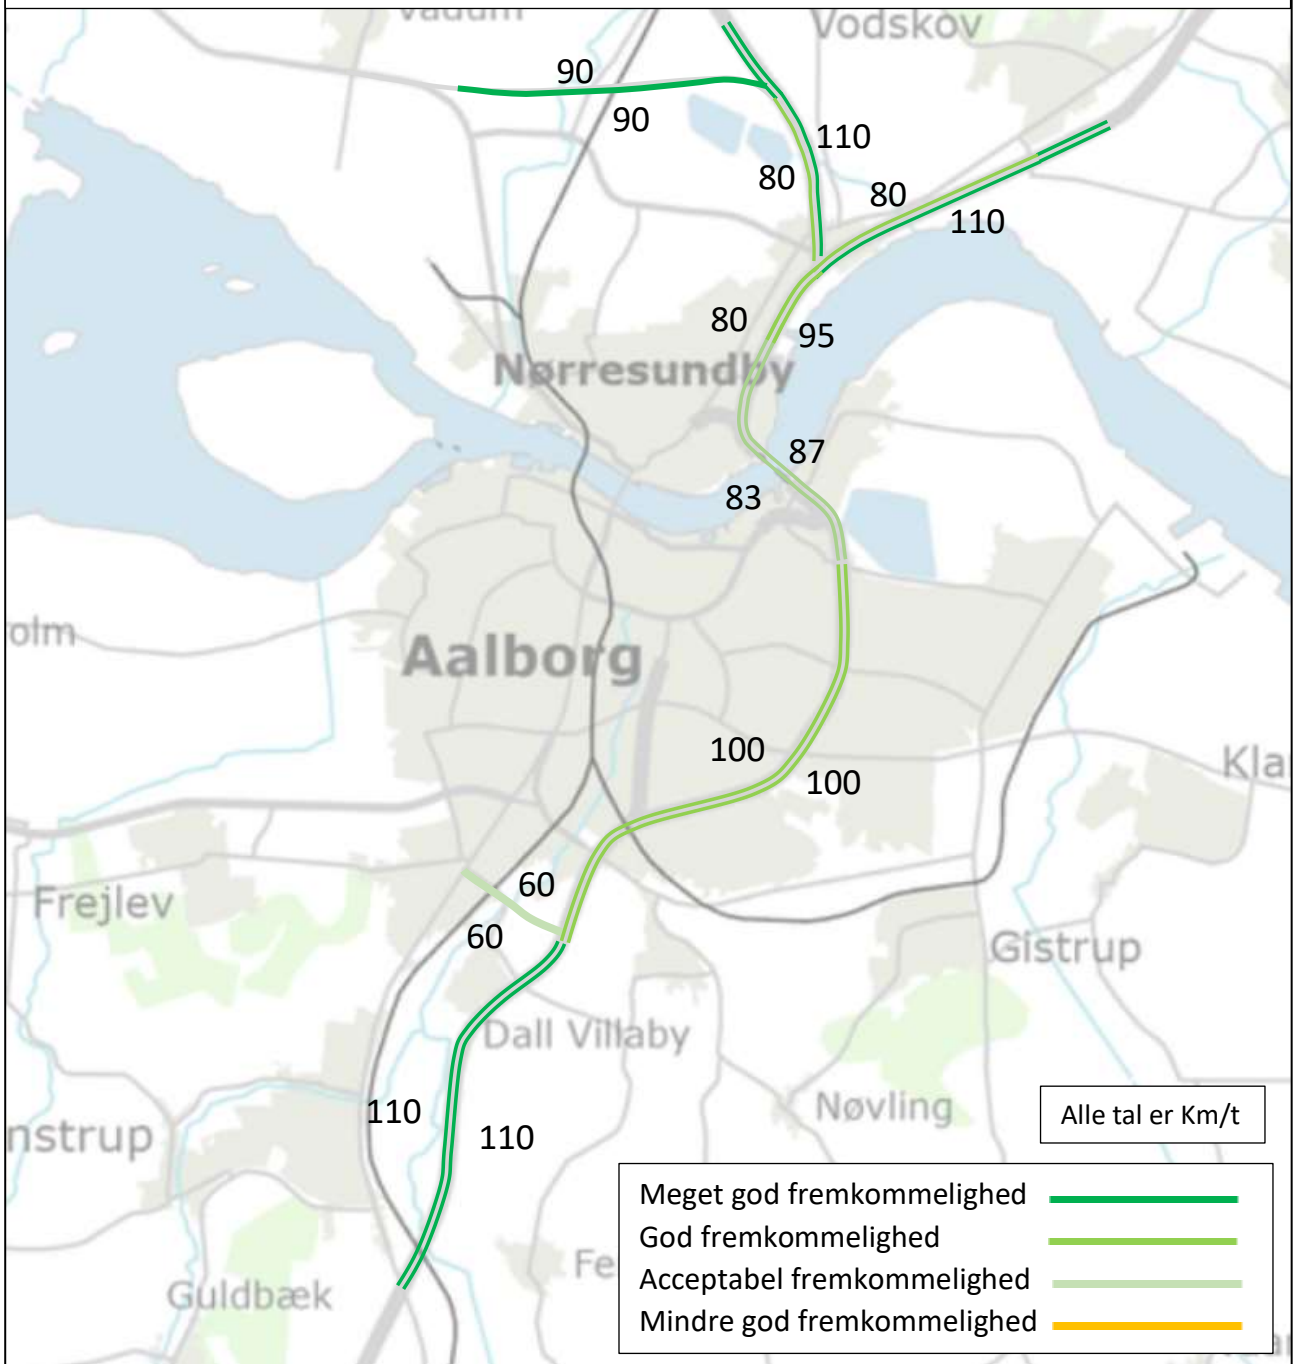 Vadum
Vodskov
90
90
110
80
80
110
80
95
Nørresundby
87
83
olm
Aalborg
100
100
Kla
60
Frejlev
60
Gistrup
Dall Villaby
110
110
Nøvling
Alle tal er Km/t
nstrup
Meget god fremkommelighed
God fremkommelighed
Fe
Acceptabel fremkommelighed
Guldbæk
Mindre god fremkommelighed